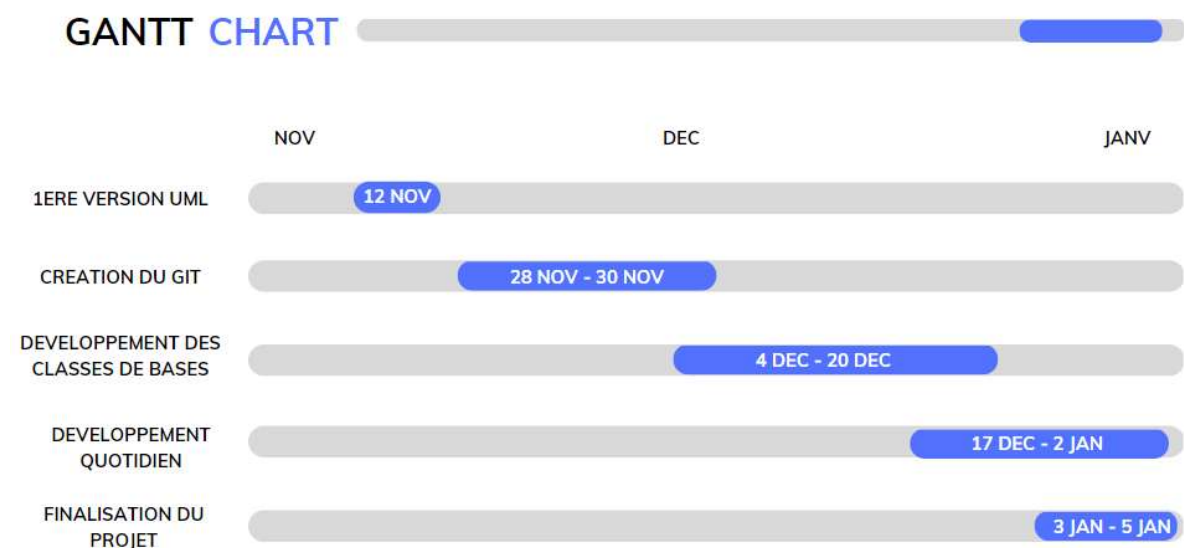 GANTT CHART
NOV DEC JANV
1ERE VERSION UML 12 NOV
CREATION DU GIT 28 NOV - 30 NOV
DEVELOPPEMENT DES
CLASSES DE BASES
4 DEC - 20 DEC
DEVELOPPEMENT
QUOTIDIEN
17 DEC - 2 JAN
FINALISATION DU
PROJET
3 JAN - 5 JAN